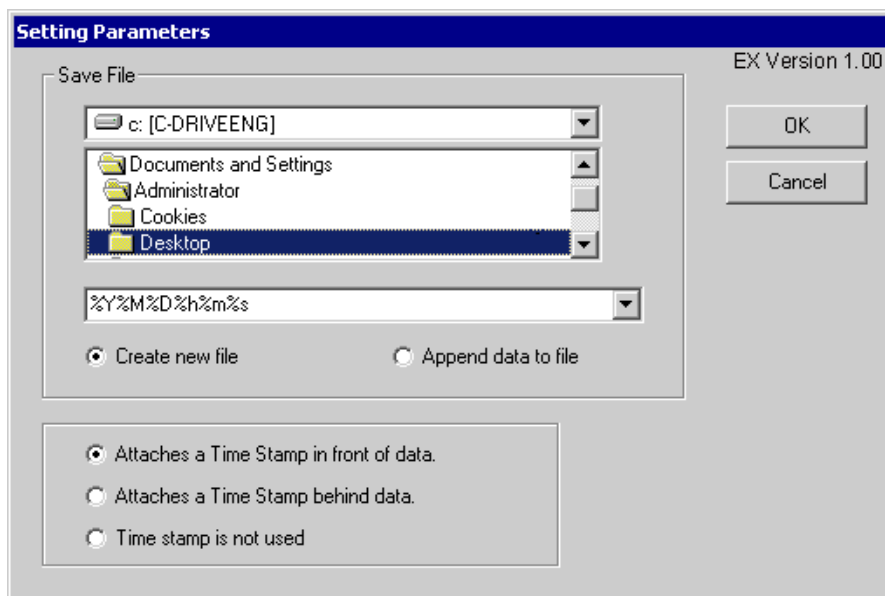 Setting Parameters
EX Version 1.00
Save File
c: [C-DRIVEENG]
Documents and Settings
Administrator
Cookies
Desktop
%Y%M%D%h%m%s
Create new file
Append data to file
OK
Cancel
Attaches a Time Stamp in front of data.
Attaches a Time Stamp behind data.
Time stamp is not used